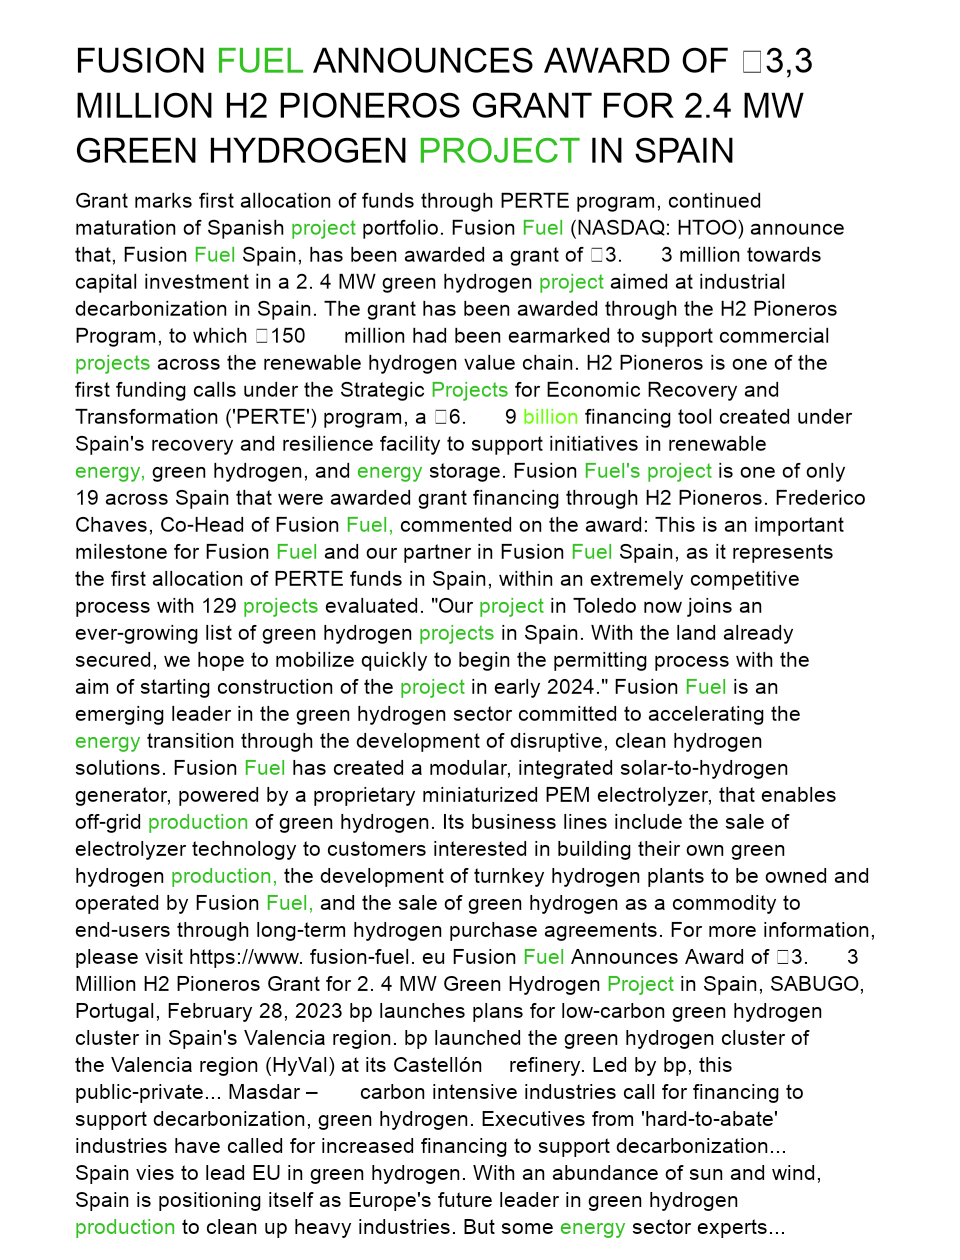 FUSION FUEL ANNOUNCES AWARD OF □3,3
MILLION H2 PIONEROS GRANT FOR 2.4 MW
GREEN HYDROGEN PROJECT IN SPAIN
Grant marks first allocation of funds through PERTE program, continued
maturation of Spanish project portfolio. Fusion Fuel (NASDAQ: HTOO) announce
that, Fusion Fuel Spain, has been awarded a grant of □3. 3 million towards
capital investment in a 2. 4 MW green hydrogen project aimed at industrial
decarbonization in Spain. The grant has been awarded through the H2 Pioneros
Program, to which □150 million had been earmarked to support commercial
projects across the renewable hydrogen value chain. H2 Pioneros is one of the
first funding calls under the Strategic Projects for Economic Recovery and
Transformation ('PERTE') program, a □6. 9 billion financing tool created under
Spain's recovery and resilience facility to support initiatives in renewable
energy, green hydrogen, and energy storage. Fusion Fuel's project is one of only
19 across Spain that were awarded grant financing through H2 Pioneros. Frederico
Chaves, Co-Head of Fusion Fuel, commented on the award: This is an important
milestone for Fusion Fuel and our partner in Fusion Fuel Spain, as it represents
the first allocation of PERTE funds in Spain, within an extremely competitive
process with 129 projects evaluated. "Our project in Toledo now joins an
ever-growing list of green hydrogen projects in Spain. With the land already
secured, we hope to mobilize quickly to begin the permitting process with the
aim of starting construction of the project in early 2024." Fusion Fuel is an
emerging leader in the green hydrogen sector committed to accelerating the
energy transition through the development of disruptive, clean hydrogen
solutions. Fusion Fuel has created a modular, integrated solar-to-hydrogen
generator, powered by a proprietary miniaturized PEM electrolyzer, that enables
off-grid production of green hydrogen. Its business lines include the sale of
electrolyzer technology to customers interested in building their own green
hydrogen production, the development of turnkey hydrogen plants to be owned and
operated by Fusion Fuel, and the sale of green hydrogen as a commodity to
end-users through long-term hydrogen purchase agreements. For more information,
please visit https://www. fusion-fuel. eu Fusion Fuel Announces Award of □3. 3
Million H2 Pioneros Grant for 2. 4 MW Green Hydrogen Project in Spain, SABUGO,
Portugal, February 28, 2023 bp launches plans for low-carbon green hydrogen
cluster in Spain's Valencia region. bp launched the green hydrogen cluster of
the Valencia region (HyVal) at its Castellón refinery. Led by bp, this
public-private... Masdar – carbon intensive industries call for financing to
support decarbonization, green hydrogen. Executives from 'hard-to-abate'
industries have called for increased financing to support decarbonization...
Spain vies to lead EU in green hydrogen. With an abundance of sun and wind,
Spain is positioning itself as Europe's future leader in green hydrogen
production to clean up heavy industries. But some energy sector experts...